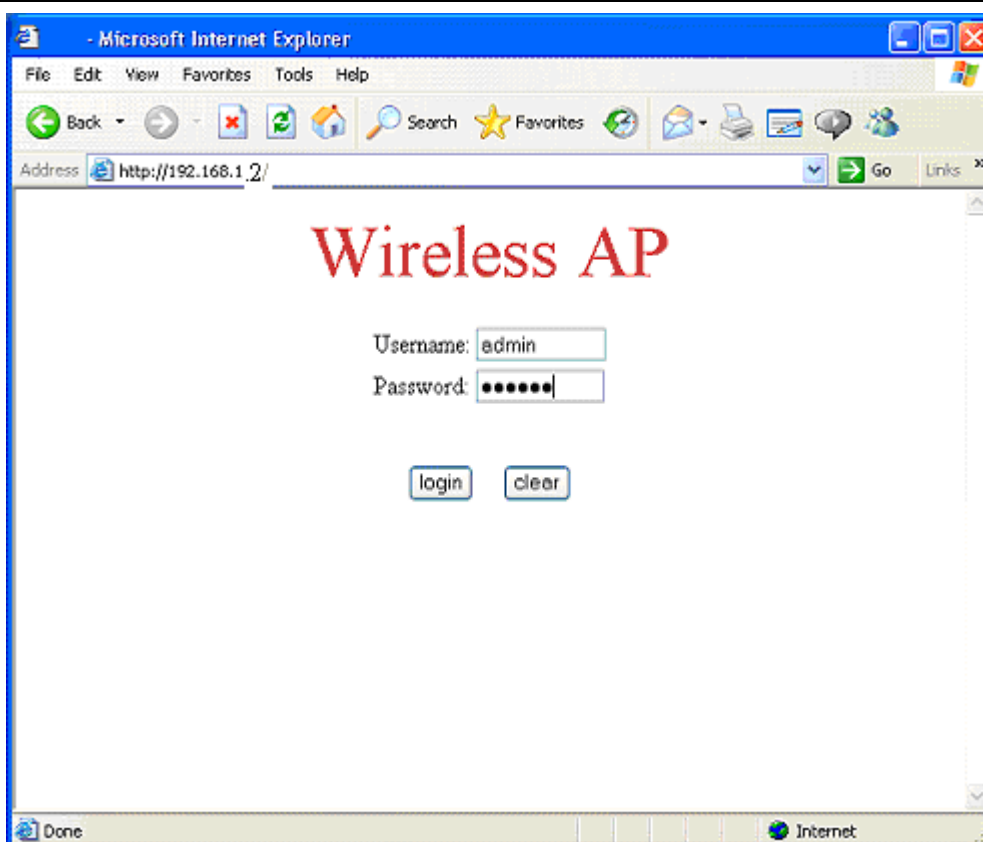 - Microsoft Internet Explorer
File Edit View Favorites Tools Help
Back Search Favorites
Address http://192.168.1.2/ Go Links »
Wireless AP
Username: admin
Password: ●●●●●●
login clear
Done Internet